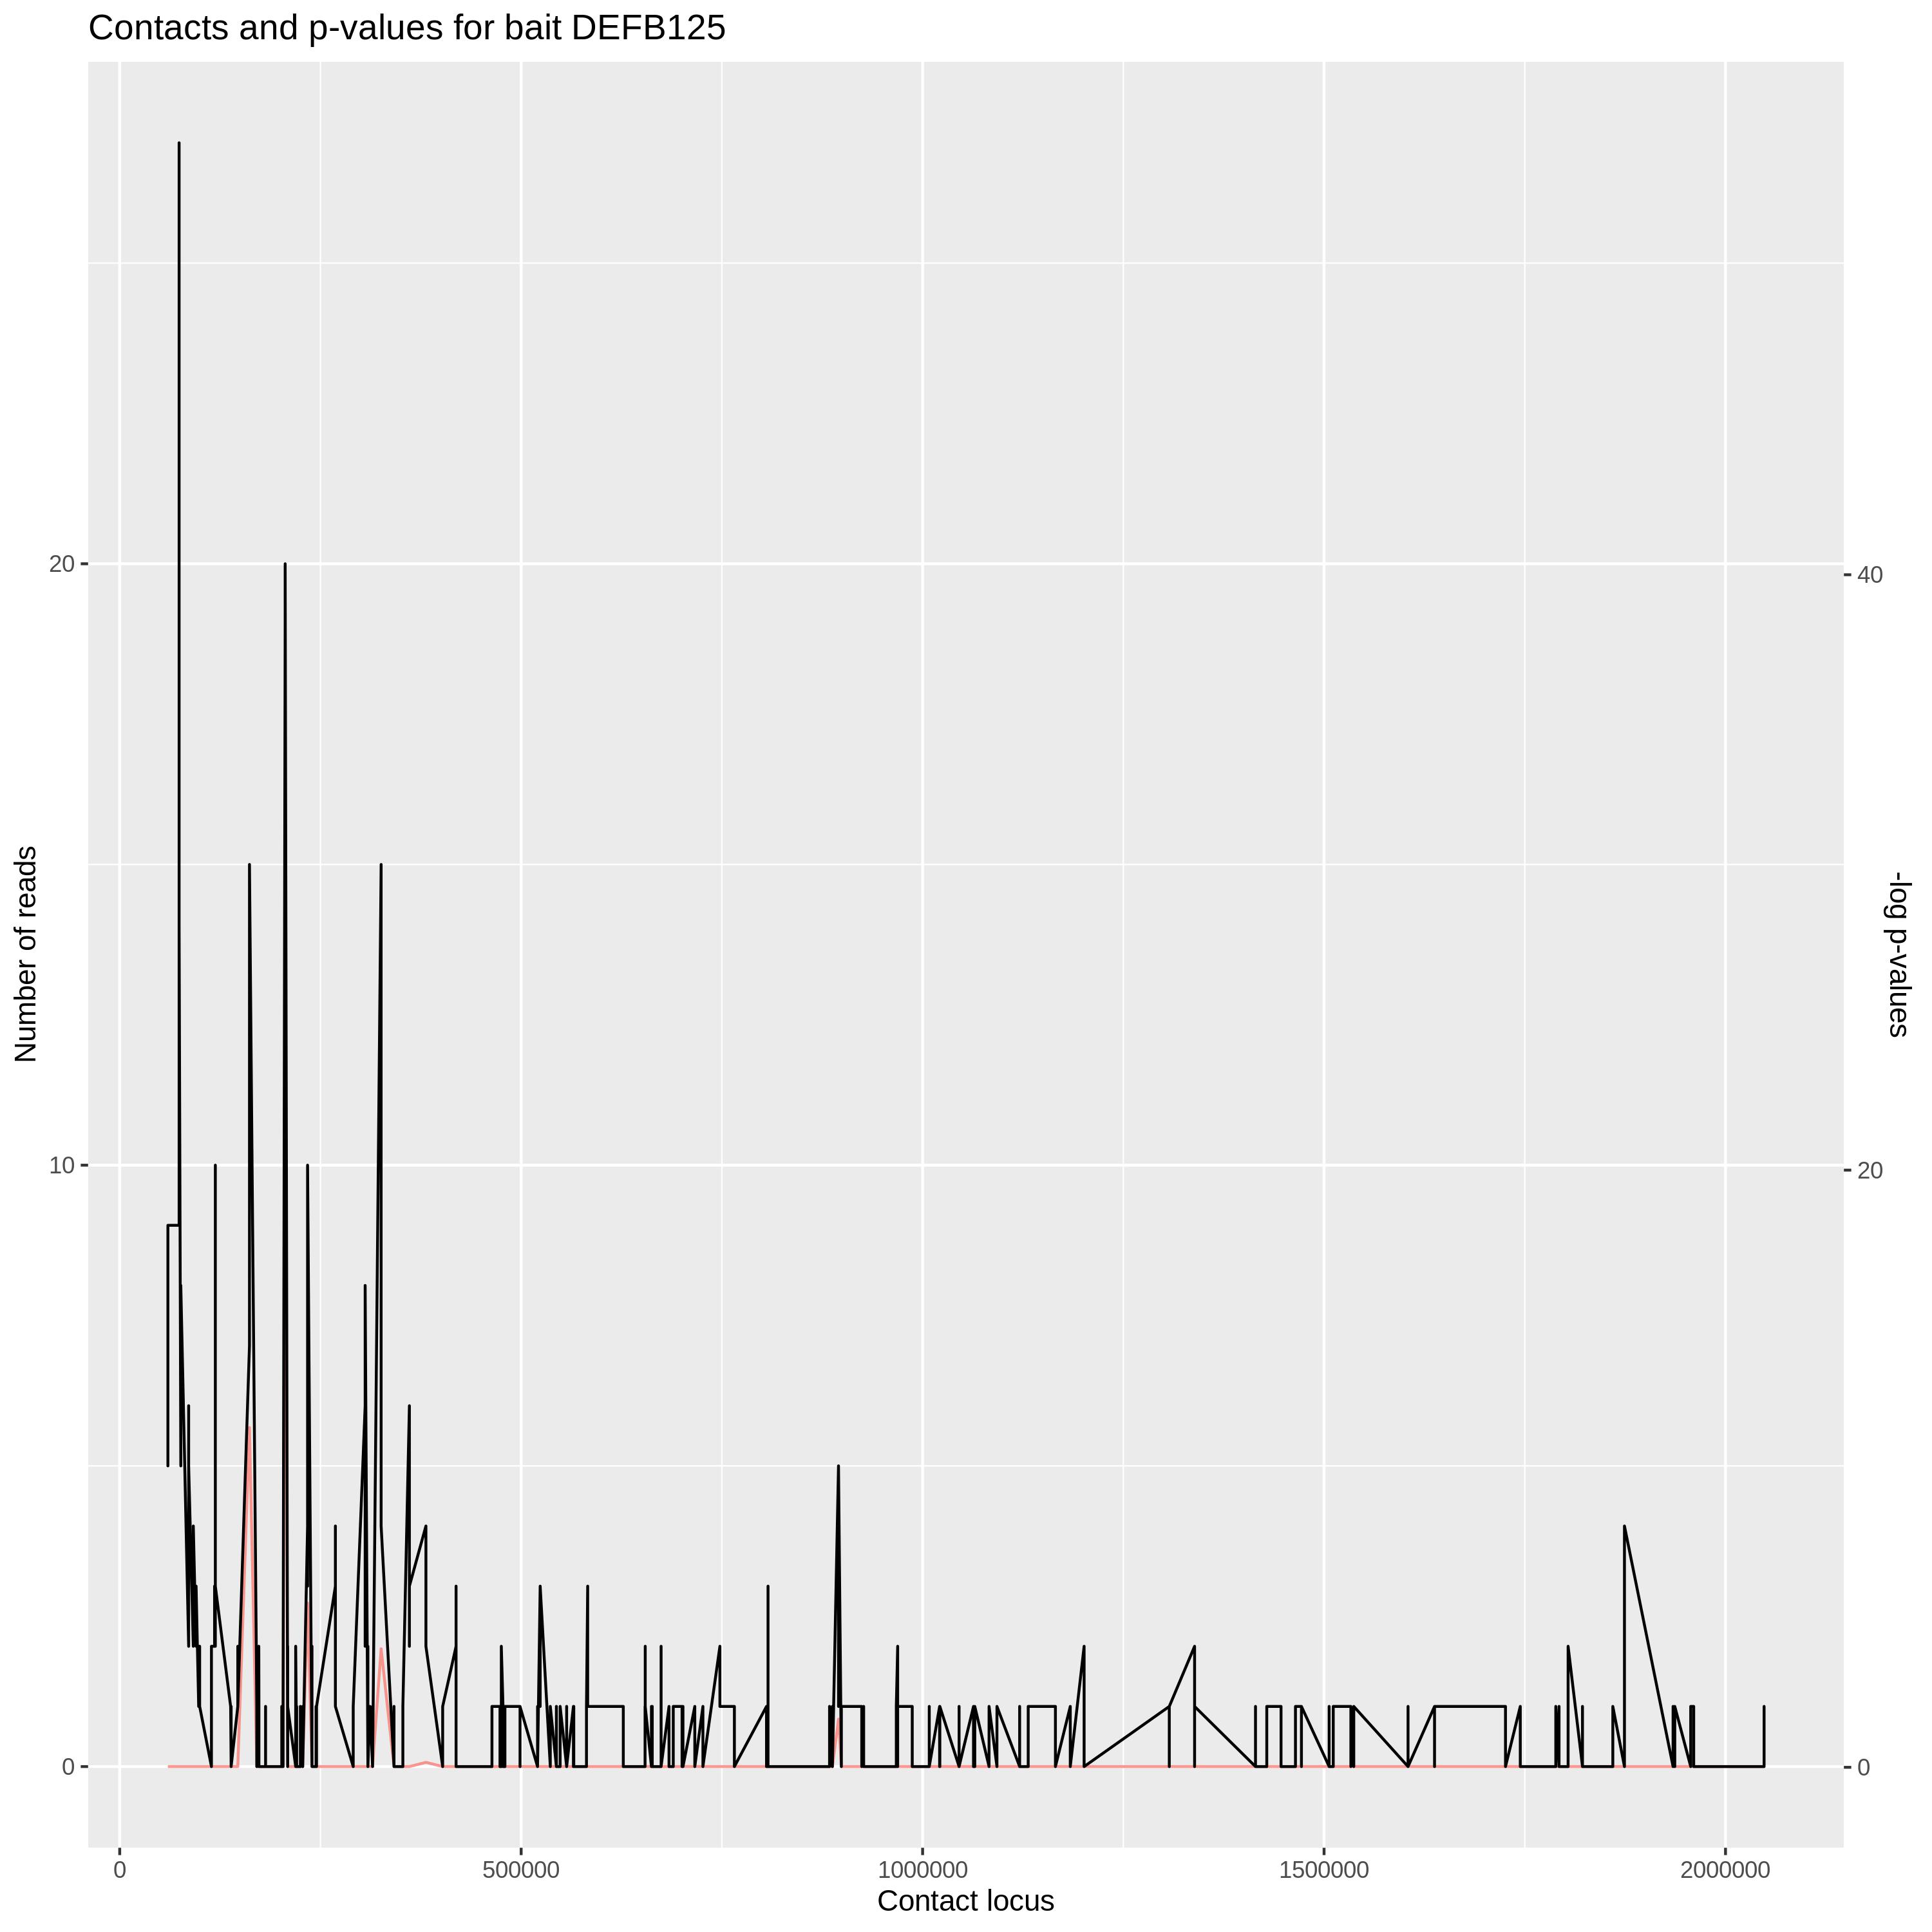 Contacts and p-values for bait DEFB125
Number of reads
20
10
0
40
20
0
-log p-values
0
500000
1000000
1500000
2000000
Contact locus